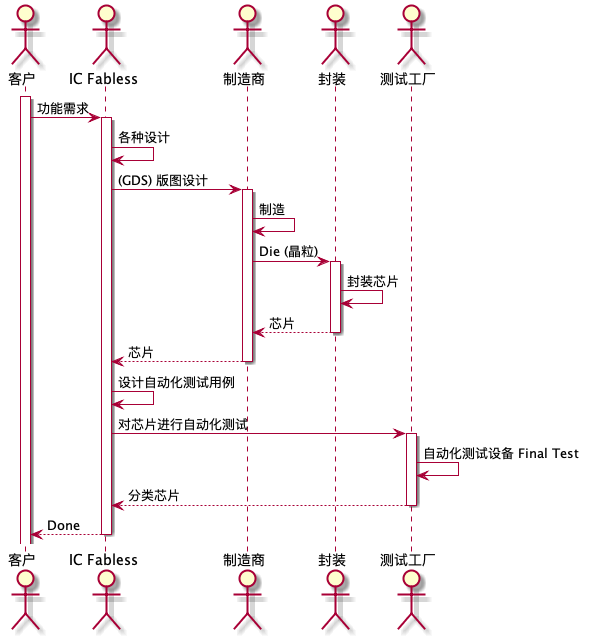 客户 IC Fabless 制造商 封装 测试工厂
功能需求
各种设计
(GDS) 版图设计
制造
Die (晶粒)
封装芯片
芯片
芯片
设计自动化测试用例
对芯片进行自动化测试
自动化测试设备 Final Test
分类芯片
Done
客户 IC Fabless 制造商 封装 测试工厂